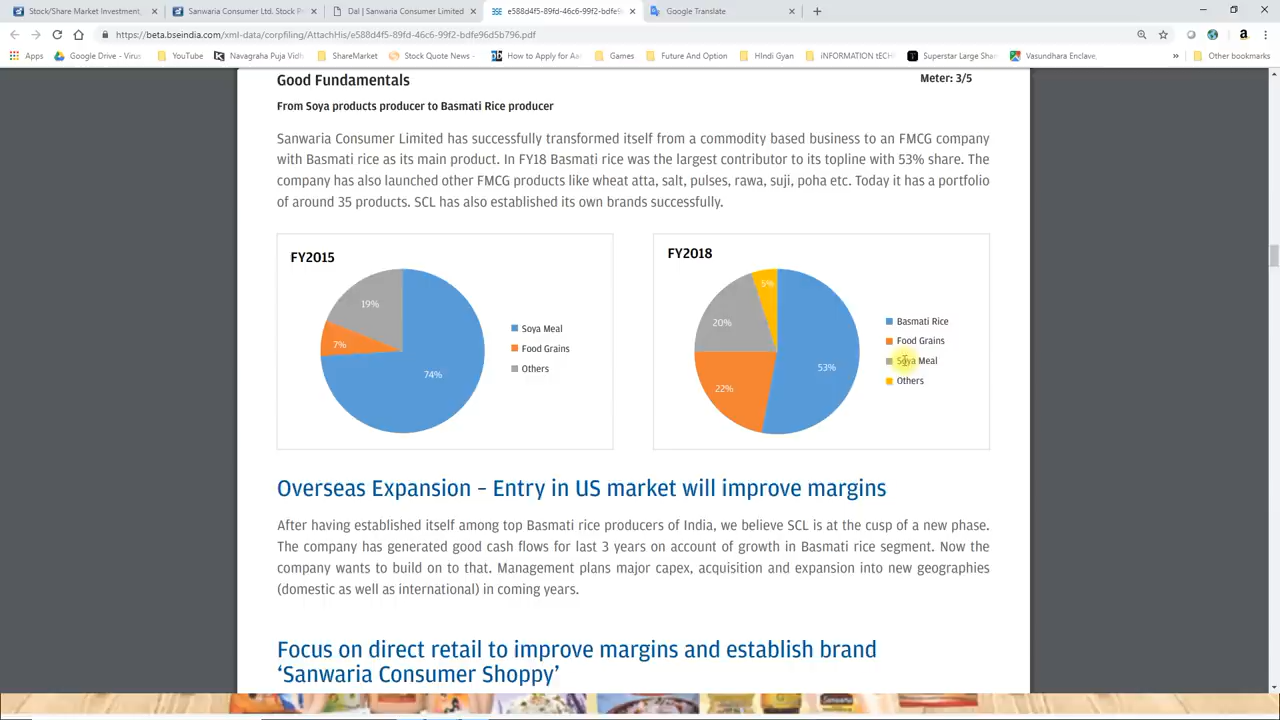 Stock/Share Market Investment,
Sanwaria Consumer Ltd. Stock P
Dal | Sanwaria Consumer Limited
e588d4f5-89fd-46c6-99f2-bdfe9
Google Translate
https://beta.bseindia.com/xml-data/corpfiling/AttachHis/e588d4f5-89fd-46c6-99f2-bdfe96d5b796.pdf
Apps
Google Drive - Virus
YouTube
Navagraha Puja Vidhi
ShareMarket
Stock Quote News -
How to Apply for Aa
Games
Future And Option
HIndi Gyan
iNFORMATION tECH
Superstar Large Shar
Vasundhara Enclave,
»
Other bookmarks
Good Fundamentals
Meter: 3/5
From Soya products producer to Basmati Rice producer
Sanwaria Consumer Limited has successfully transformed itself from a commodity based business to an FMCG company
with Basmati rice as its main product. In FY18 Basmati rice was the largest contributor to its topline with 53% share. The
company has also launched other FMCG products like wheat atta, salt, pulses, rawa, suji, poha etc. Today it has a portfolio
of around 35 products. SCL has also established its own brands successfully.
FY2015
19%
7%
74%
Soya Meal
Food Grains
Others
FY2018
5%
20%
53%
22%
Basmati Rice
Food Grains
Soya Meal
Others
Overseas Expansion – Entry in US market will improve margins
After having established itself among top Basmati rice producers of India, we believe SCL is at the cusp of a new phase.
The company has generated good cash flows for last 3 years on account of growth in Basmati rice segment. Now the
company wants to build on to that. Management plans major capex, acquisition and expansion into new geographies
(domestic as well as international) in coming years.
Focus on direct retail to improve margins and establish brand
‘Sanwaria Consumer Shoppy’